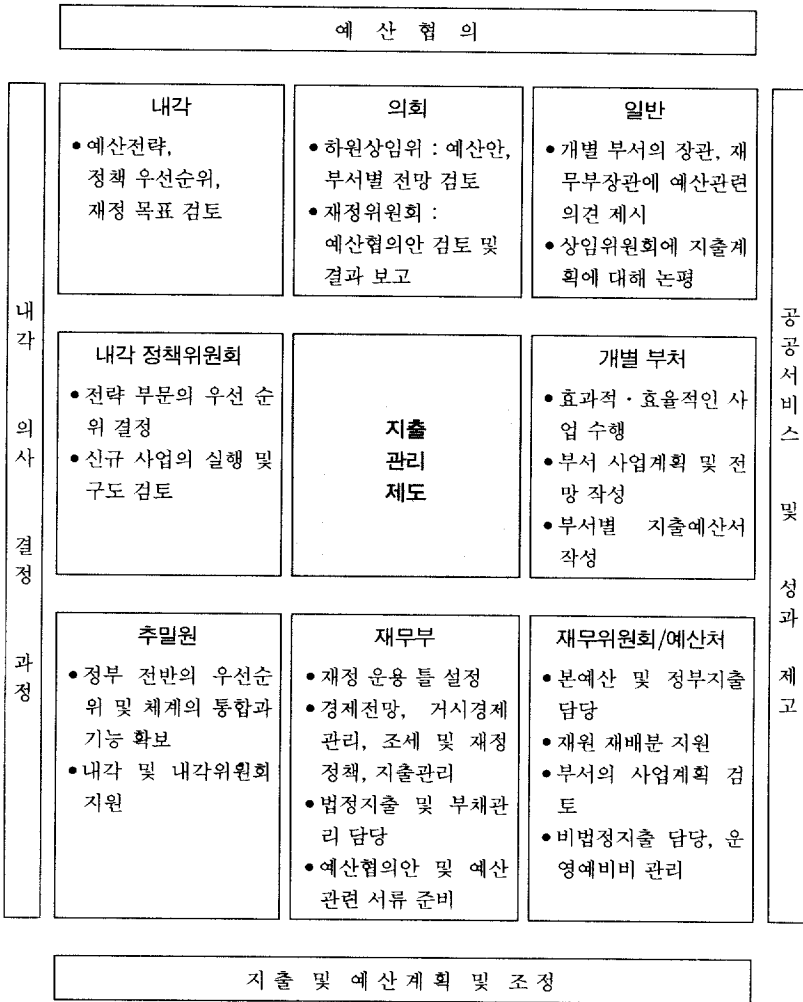 예 산 협 의
내각
● 예산전략,
정책 우선순위,
재정 목표 검토
의회
● 하원상임위 : 예산안,
부서별 전망 검토
● 재정위원회 :
예산협의안 검토 및
결과 보고
일반
● 개별 부서의 장관, 재
무부장관에 예산관련
의견 제시
● 상임위원회에 지출계
획에 대해 논평
내각 의사 결정 과정
내각 정책위원회
● 전략 부문의 우선 순
위 결정
● 신규 사업의 실행 및
구도 검토
지출
관리
제도
개별 부처
● 효과적 · 효율적인 사
업 수행
● 부서 사업계획 및 전
망 작성
● 부서별 지출예산서
작성
공공서비스 및 성과 제고
추밀원
● 정부 전반의 우선순
위 및 체계의 통합과
기능 확보
● 내각 및 내각위원회
지원
재무부
● 재정 운용 틀 설정
● 경제전망, 거시경제
관리, 조세 및 재정
정책, 지출관리
● 법정지출 및 부채관
리 담당
● 예산협의안 및 예산
관련 서류 준비
재무위원회/예산처
● 본예산 및 정부지출
담당
● 재원 재배분 지원
● 부서의 사업계획 검
토
● 비법정지출 담당, 운
영예비비 관리
지 출 및 예 산 계 획 및 조 정